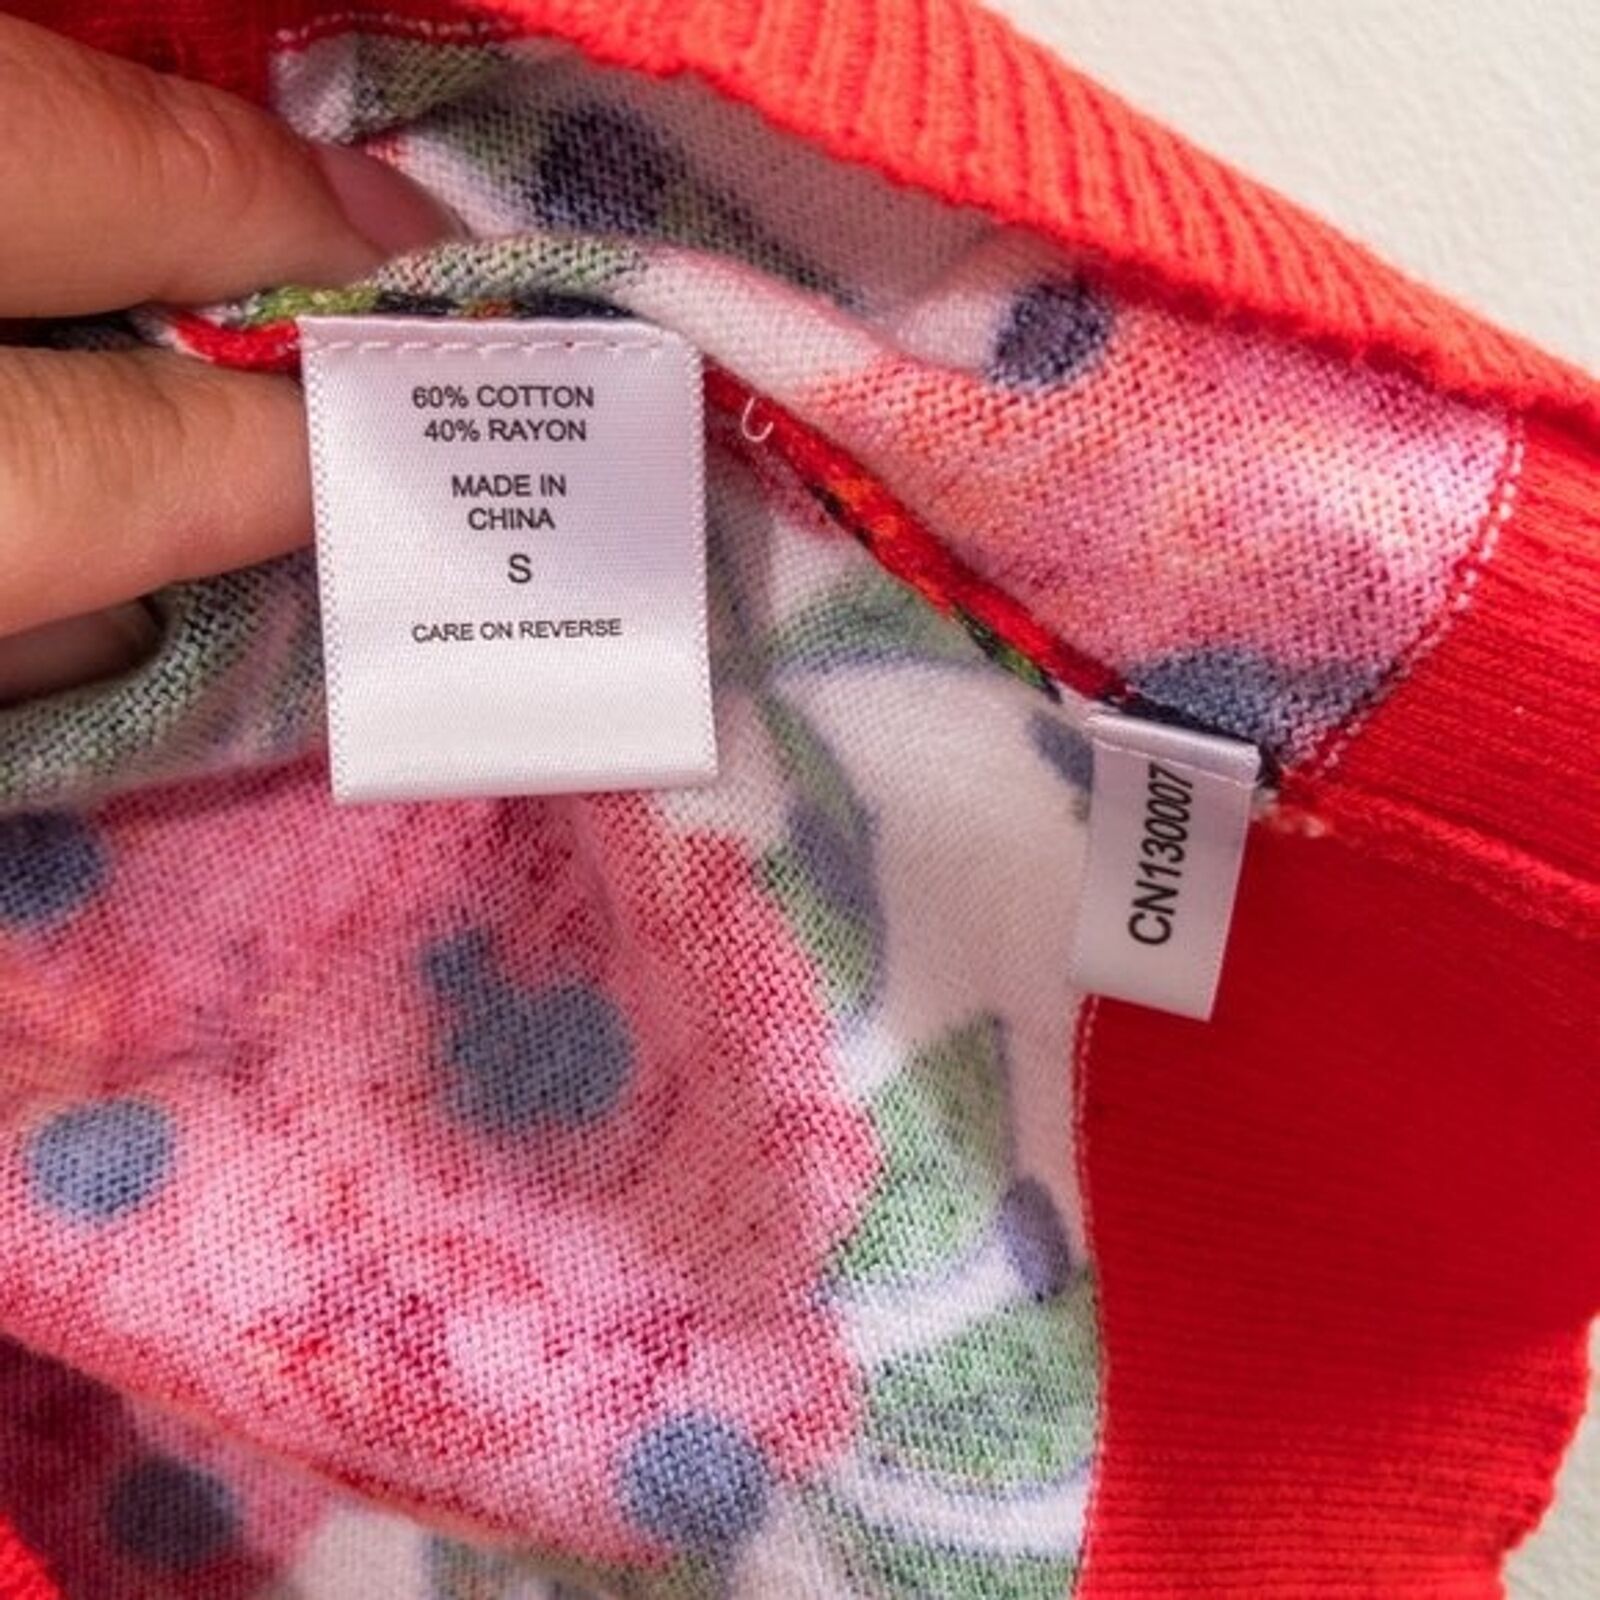 60% COTTON
40% RAYON
MADE IN
CHINA
S
CARE ON REVERSE
CN130007